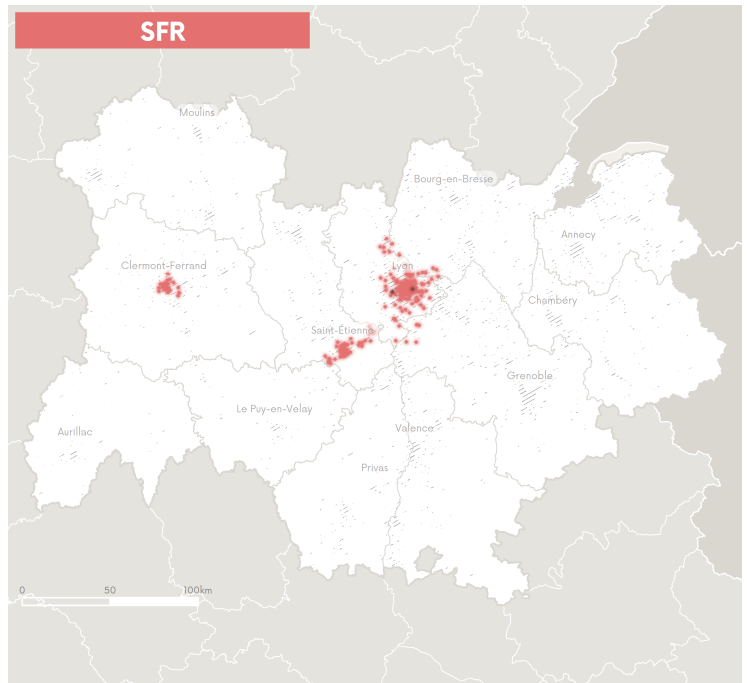 SFR
Moulins
Bourg-en-Bresse
Annecy
Clermont-Ferrand
Lyon
Chambéry
Saint-Étienne
Grenoble
Le Puy-en-Velay
Valence
Aurillac
Privas
0 50 100km